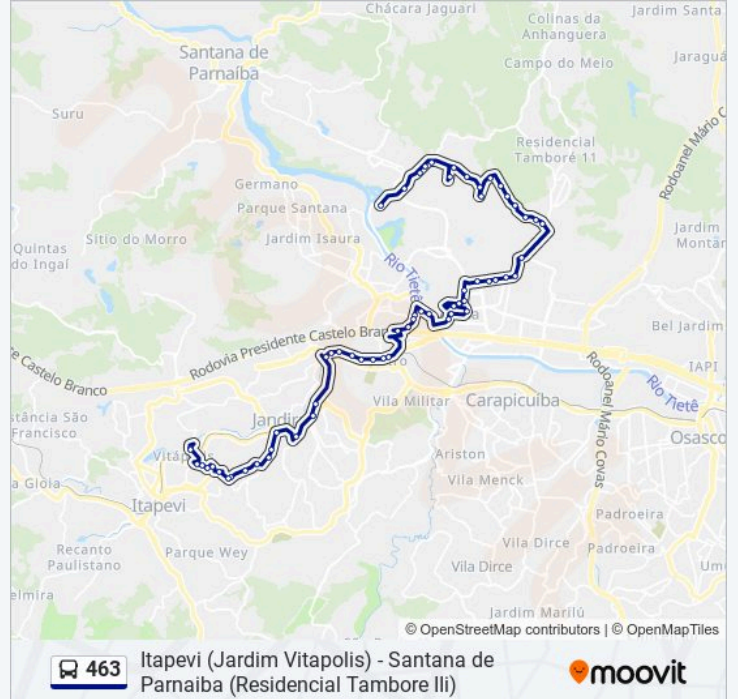 Chácara Jaguari
Jardim Santa
Colinas da
Anhanguera
Santana de
Parnaíba
Campo do Meio
Jaraguá
Suru
Rodoanel Mário C
Residencial
Tamboré 11
Germano
Parque Santana
Sítio do Morro
Jardim Isaura
Jardim
Montar
Quintas
do Ingaí
Rio Tietê
Rodovia Presidente Castelo Bran
Bel Jardim
te Castelo Branco
IAPI
Rio Tietê
Vila Militar
Carapicuíba
Rodoanel Mário Covas
stância São
Francisco
Jandir
Osasco
Ariston
Vila Menck
a Gioia
Itapevi
Padroeira
Vila Dirce
Padroeira
Recanto
Paulistano
Parque Wey
Vila Dirce
elmira
Jardim Marilú
© OpenStreetMap contributors | © OpenMapTiles
463
Itapevi (Jardim Vitapolis) - Santana de
Parnaiba (Residencial Tambore Ili)
moovit